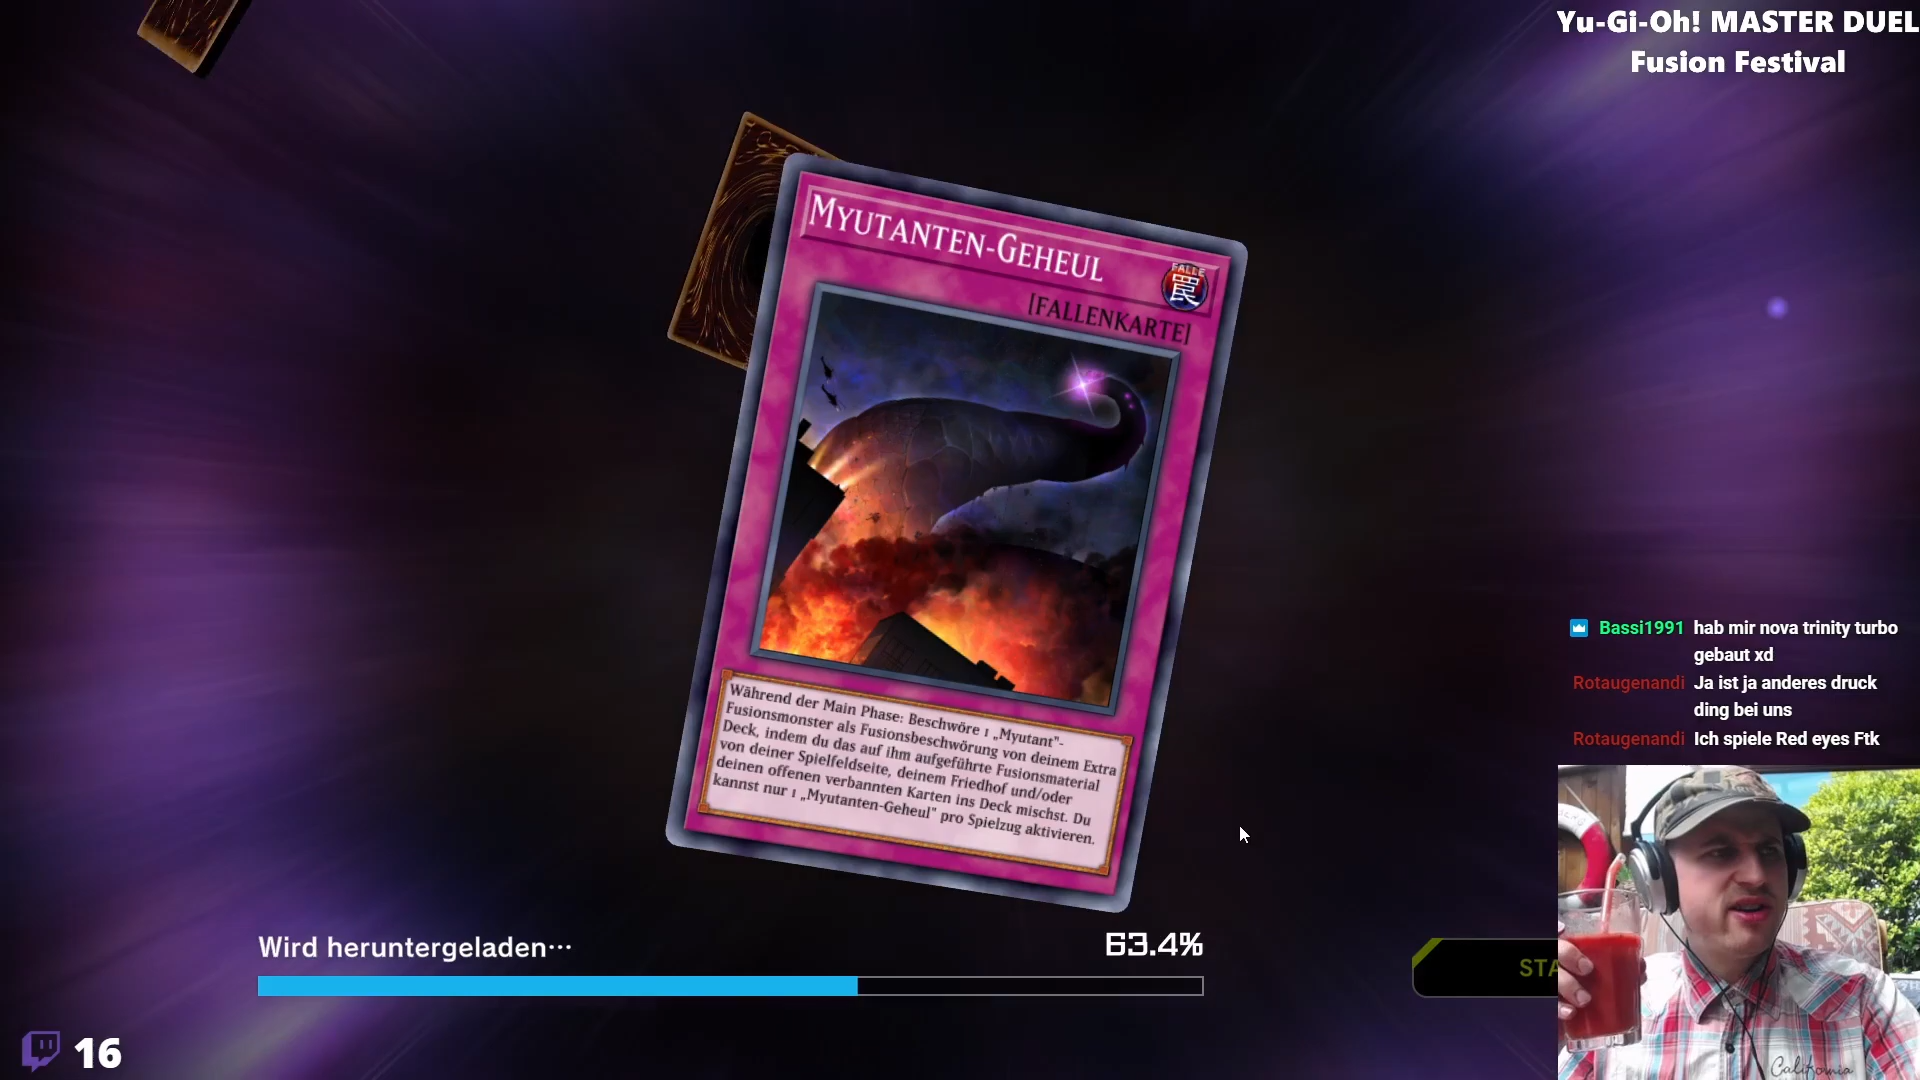 Yu-Gi-Oh! MASTER DUEL
Fusion Festival
MYUTANTEN-GEHEUL
FALLE
罠
[FALLENKARTE]
Während der Main Phase: Beschwöre 1 „Myutant"-
Fusionsmonster als Fusionsbeschwörung von deinem Extra
Deck, indem du das auf ihm aufgeführte Fusionsmaterial
von deiner Spielfeldseite, deinem Friedhof und/oder
deinen offenen verbannten Karten ins Deck mischst. Du
kannst nur 1 „Myutanten-Geheul" pro Spielzug aktivieren.
Bassi1991 hab mir nova trinity turbo
gebaut xd
Rotaugenandi Ja ist ja anderes druck
ding bei uns
Rotaugenandi Ich spiele Red eyes Ftk
Wird heruntergeladen···
63.4%
STA
16
California